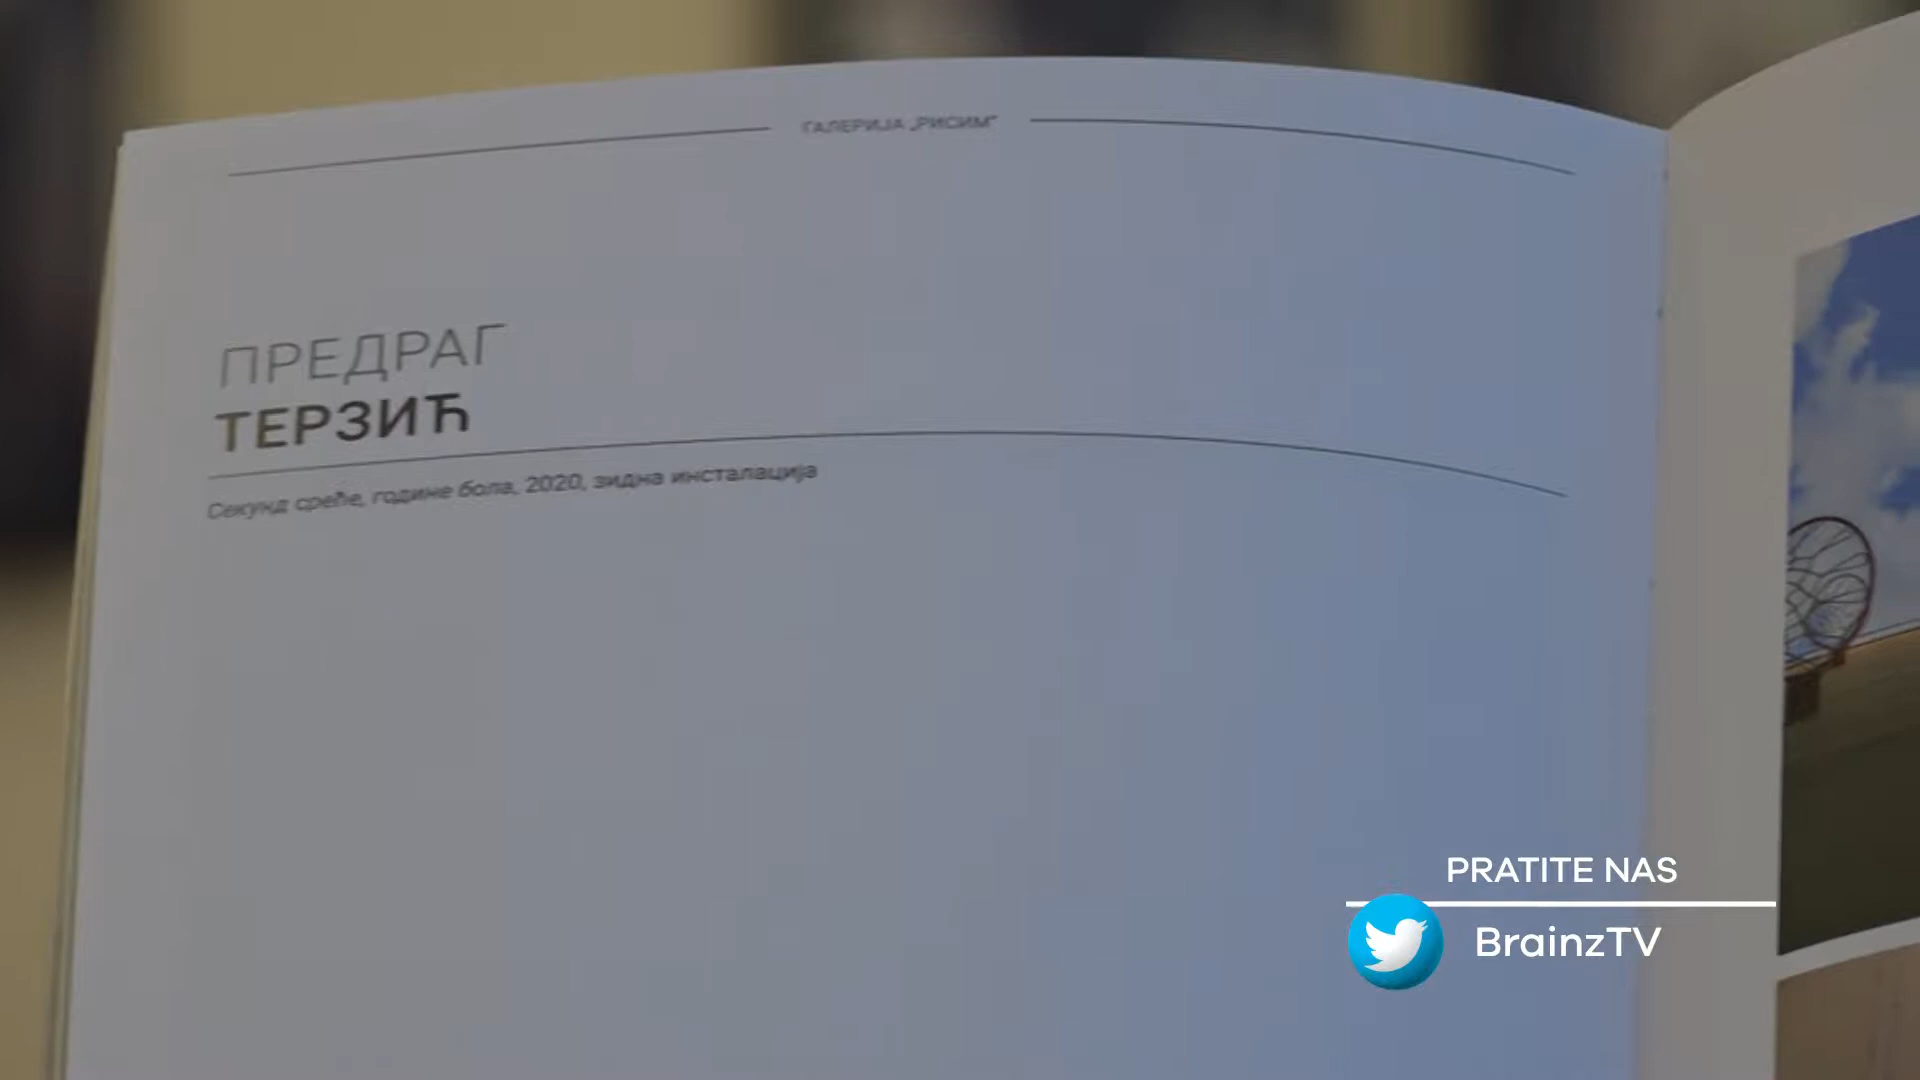 ГАЛЕРИЈА „РИСИМ“
ПРЕДРАГ
ТЕРЗИЋ
Секунд среће, године бола, 2020, зидна инсталација
PRATITE NAS
BrainzTV